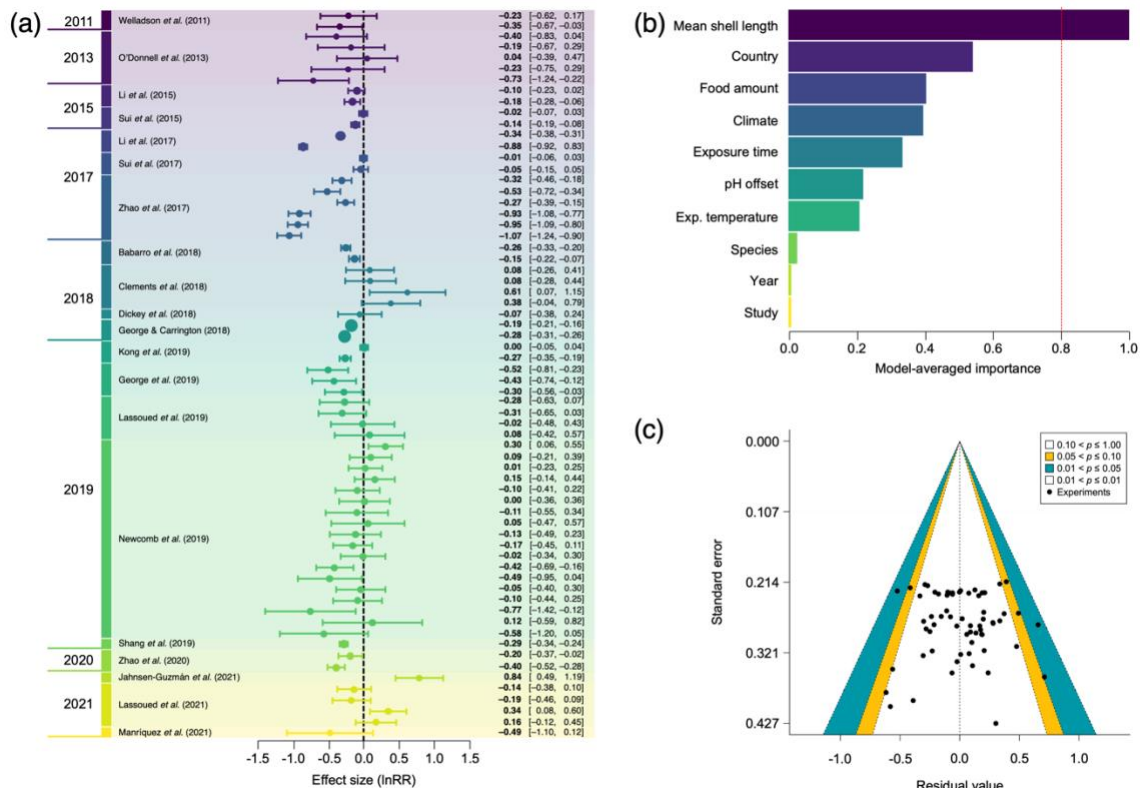 (a)
2011
2013
2015
2017
2018
2019
2020
2021
Welladson et al. (2011)
O'Donnell et al. (2013)
Li et al. (2015)
Sui et al. (2015)
Li et al. (2017)
Sui et al. (2017)
Zhao et al. (2017)
Babarro et al. (2018)
Clements et al. (2018)
Dickey et al. (2018)
George & Carrington (2018)
Kong et al. (2019)
George et al. (2019)
Lassoued et al. (2019)
Newcomb et al. (2019)
Shang et al. (2019)
Zhao et al. (2020)
Jahnsen-Guzmán et al. (2021)
Lassoued et al. (2021)
Manríquez et al. (2021)
−0.23 [−0.62, 0.17]
−0.35 [−0.67, −0.03]
−0.40 [−0.83, 0.04]
−0.19 [−0.67, 0.29]
0.04 [−0.39, 0.47]
−0.23 [−0.75, 0.29]
−0.73 [−1.24, −0.22]
−0.10 [−0.23, 0.02]
−0.18 [−0.28, −0.06]
−0.02 [−0.07, 0.03]
−0.14 [−0.19, −0.08]
−0.34 [−0.38, −0.31]
−0.88 [−0.92, 0.83]
−0.01 [−0.06, 0.03]
−0.05 [−0.15, 0.05]
−0.32 [−0.46, −0.18]
−0.53 [−0.72, −0.34]
−0.27 [−0.39, −0.15]
−0.93 [−1.08, −0.77]
−0.95 [−1.09, −0.80]
−1.07 [−1.24, −0.90]
−0.26 [−0.33, −0.20]
−0.15 [−0.22, −0.07]
0.08 [−0.26, 0.41]
0.08 [−0.28, 0.44]
0.61 [ 0.07, 1.15]
0.38 [−0.04, 0.79]
−0.07 [−0.38, 0.24]
−0.19 [−0.21, −0.16]
−0.28 [−0.31, −0.26]
0.00 [−0.05, 0.04]
−0.27 [−0.35, −0.19]
−0.52 [−0.81, −0.23]
−0.43 [−0.74, −0.12]
−0.30 [−0.56, −0.03]
−0.28 [−0.63, 0.07]
−0.31 [−0.65, 0.03]
−0.02 [−0.48, 0.43]
0.08 [−0.42, 0.57]
0.30 [ 0.06, 0.55]
0.09 [−0.21, 0.39]
0.01 [−0.23, 0.25]
0.15 [−0.14, 0.44]
−0.10 [−0.41, 0.22]
0.00 [−0.36, 0.36]
−0.11 [−0.55, 0.34]
0.05 [−0.47, 0.57]
−0.13 [−0.49, 0.23]
−0.17 [−0.45, 0.11]
−0.02 [−0.34, 0.30]
−0.42 [−0.69, −0.16]
−0.49 [−0.95, 0.04]
−0.05 [−0.40, 0.30]
−0.10 [−0.44, 0.25]
−0.77 [−1.42, −0.12]
0.12 [−0.59, 0.82]
−0.58 [−1.20, 0.05]
−0.29 [−0.34, −0.24]
−0.20 [−0.37, −0.02]
−0.40 [−0.52, −0.28]
0.84 [ 0.49, 1.19]
−0.14 [−0.38, 0.10]
−0.19 [−0.46, 0.09]
0.34 [ 0.08, 0.60]
0.16 [−0.12, 0.45]
−0.49 [−1.10, 0.12]
-1.5 -1.0 -0.5 0.0 0.5 1.0 1.5
Effect size (lnRR)
(b)
Mean shell length
Country
Food amount
Climate
Exposure time
pH offset
Exp. temperature
Species
Year
Study
0.0 0.2 0.4 0.6 0.8 1.0
Model-averaged importance
(c)
Standard error
0.000
0.107
0.214
0.321
0.427
0.10 < p ≤ 1.00
0.05 < p ≤ 0.10
0.01 < p ≤ 0.05
0.01 < p ≤ 0.01
Experiments
-1.0 -0.5 0.0 0.5 1.0
Residual value